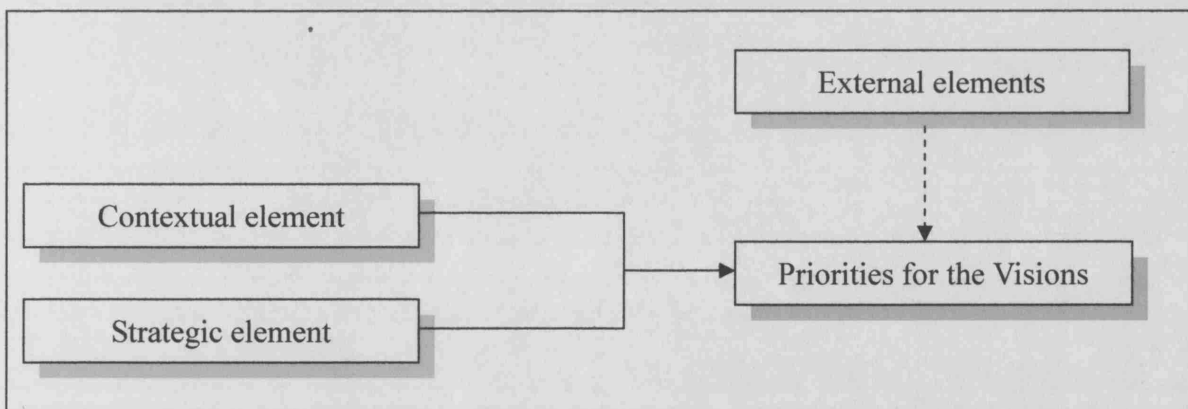 External elements
Contextual element
Priorities for the Visions
Strategic element